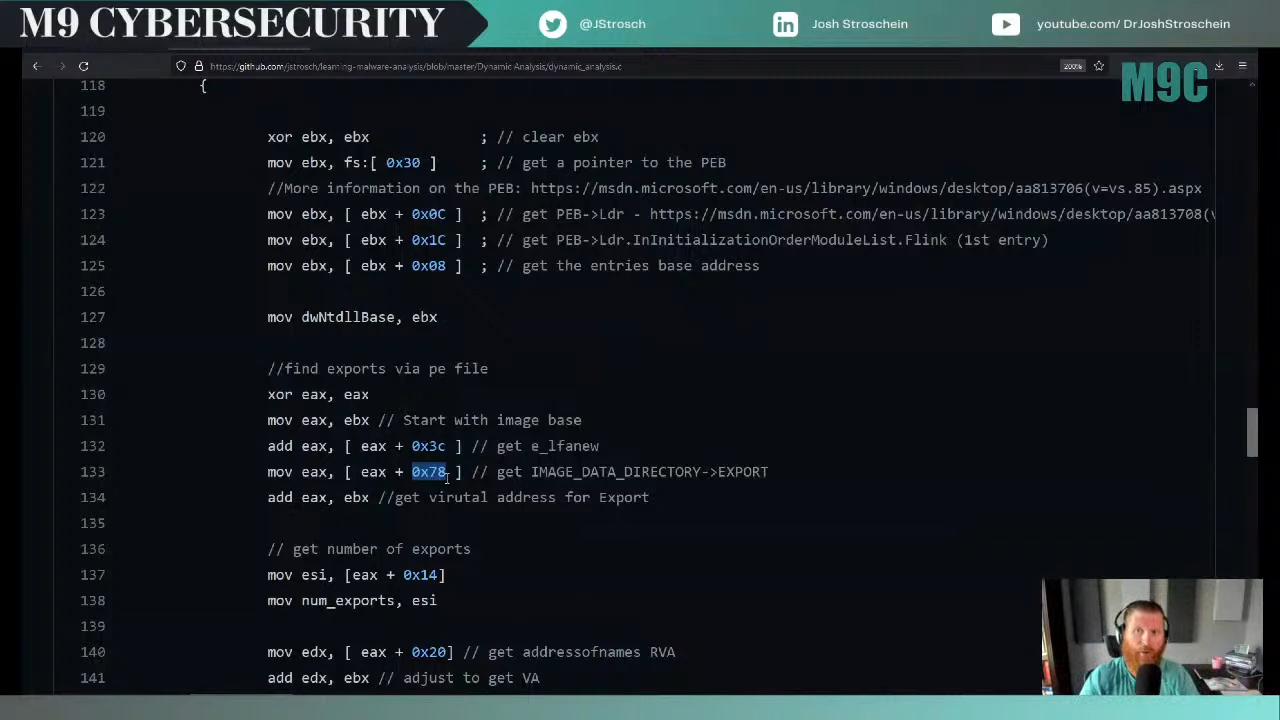 M9 CYBERSECURITY
@JStrosch
Josh Stroschein
youtube.com/ DrJoshStroschein
https://github.com/jstrosch/learning-malware-analysis/blob/master/Dynamic Analysis/dynamic_analysis.c
200%
M9C
118 {
119
120 xor ebx, ebx ; // clear ebx
121 mov ebx, fs:[ 0x30 ] ; // get a pointer to the PEB
122 //More information on the PEB: https://msdn.microsoft.com/en-us/library/windows/desktop/aa813706(v=vs.85).aspx
123 mov ebx, [ ebx + 0x0C ] ; // get PEB->Ldr - https://msdn.microsoft.com/en-us/library/windows/desktop/aa813708(v
124 mov ebx, [ ebx + 0x1C ] ; // get PEB->Ldr.InInitializationOrderModuleList.Flink (1st entry)
125 mov ebx, [ ebx + 0x08 ] ; // get the entries base address
126
127 mov dwNtdllBase, ebx
128
129 //find exports via pe file
130 xor eax, eax
131 mov eax, ebx // Start with image base
132 add eax, [ eax + 0x3c ] // get e_lfanew
133 mov eax, [ eax + 0x78 ] // get IMAGE_DATA_DIRECTORY->EXPORT
134 add eax, ebx //get virutal address for Export
135
136 // get number of exports
137 mov esi, [eax + 0x14]
138 mov num_exports, esi
139
140 mov edx, [ eax + 0x20] // get addressofnames RVA
141 add edx, ebx // adjust to get VA